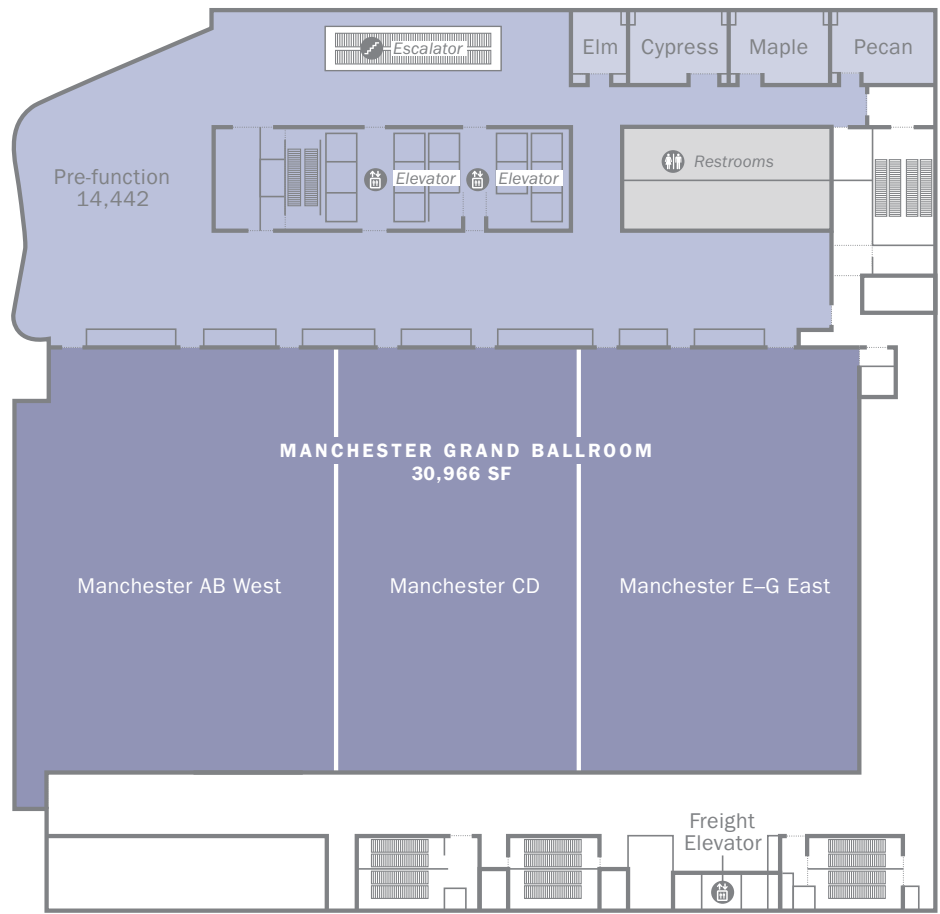 Escalator
Elm
Cypress
Maple
Pecan
Pre-function
14,442
Elevator
Elevator
Restrooms
MANCHESTER GRAND BALLROOM
30,966 SF
Manchester AB West
Manchester CD
Manchester E–G East
Freight
Elevator